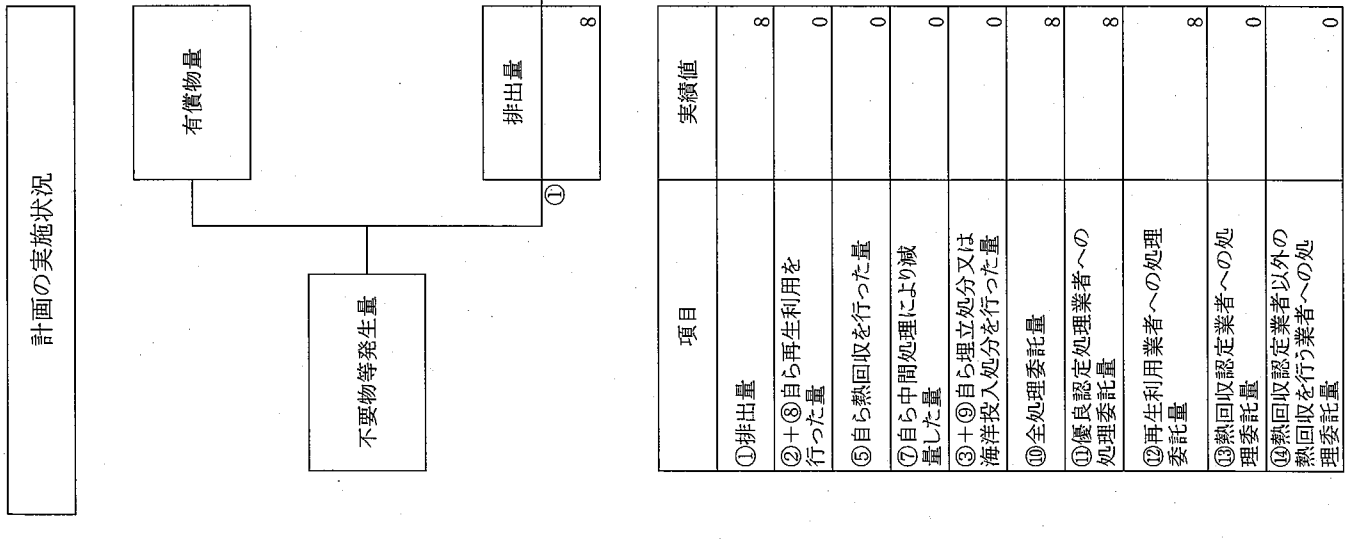 計画の実施状況
有償物量
不要物等発生量
①
排出量
8
項目
実績値
①排出量
8
②+⑧自ら再生利用を
行った量
0
⑤自ら熱回収を行った量
0
⑦自ら中間処理により減
量した量
0
③+⑨自ら埋立処分又は
海洋投入処分を行った量
0
⑩全処理委託量
8
⑪優良認定処理業者への
処理委託量
8
⑫再生利用業者への処理
委託量
8
⑬熱回収認定業者への処
理委託量
0
⑭熱回収認定業者以外の
熱回収を行う業者への処
理委託量
0